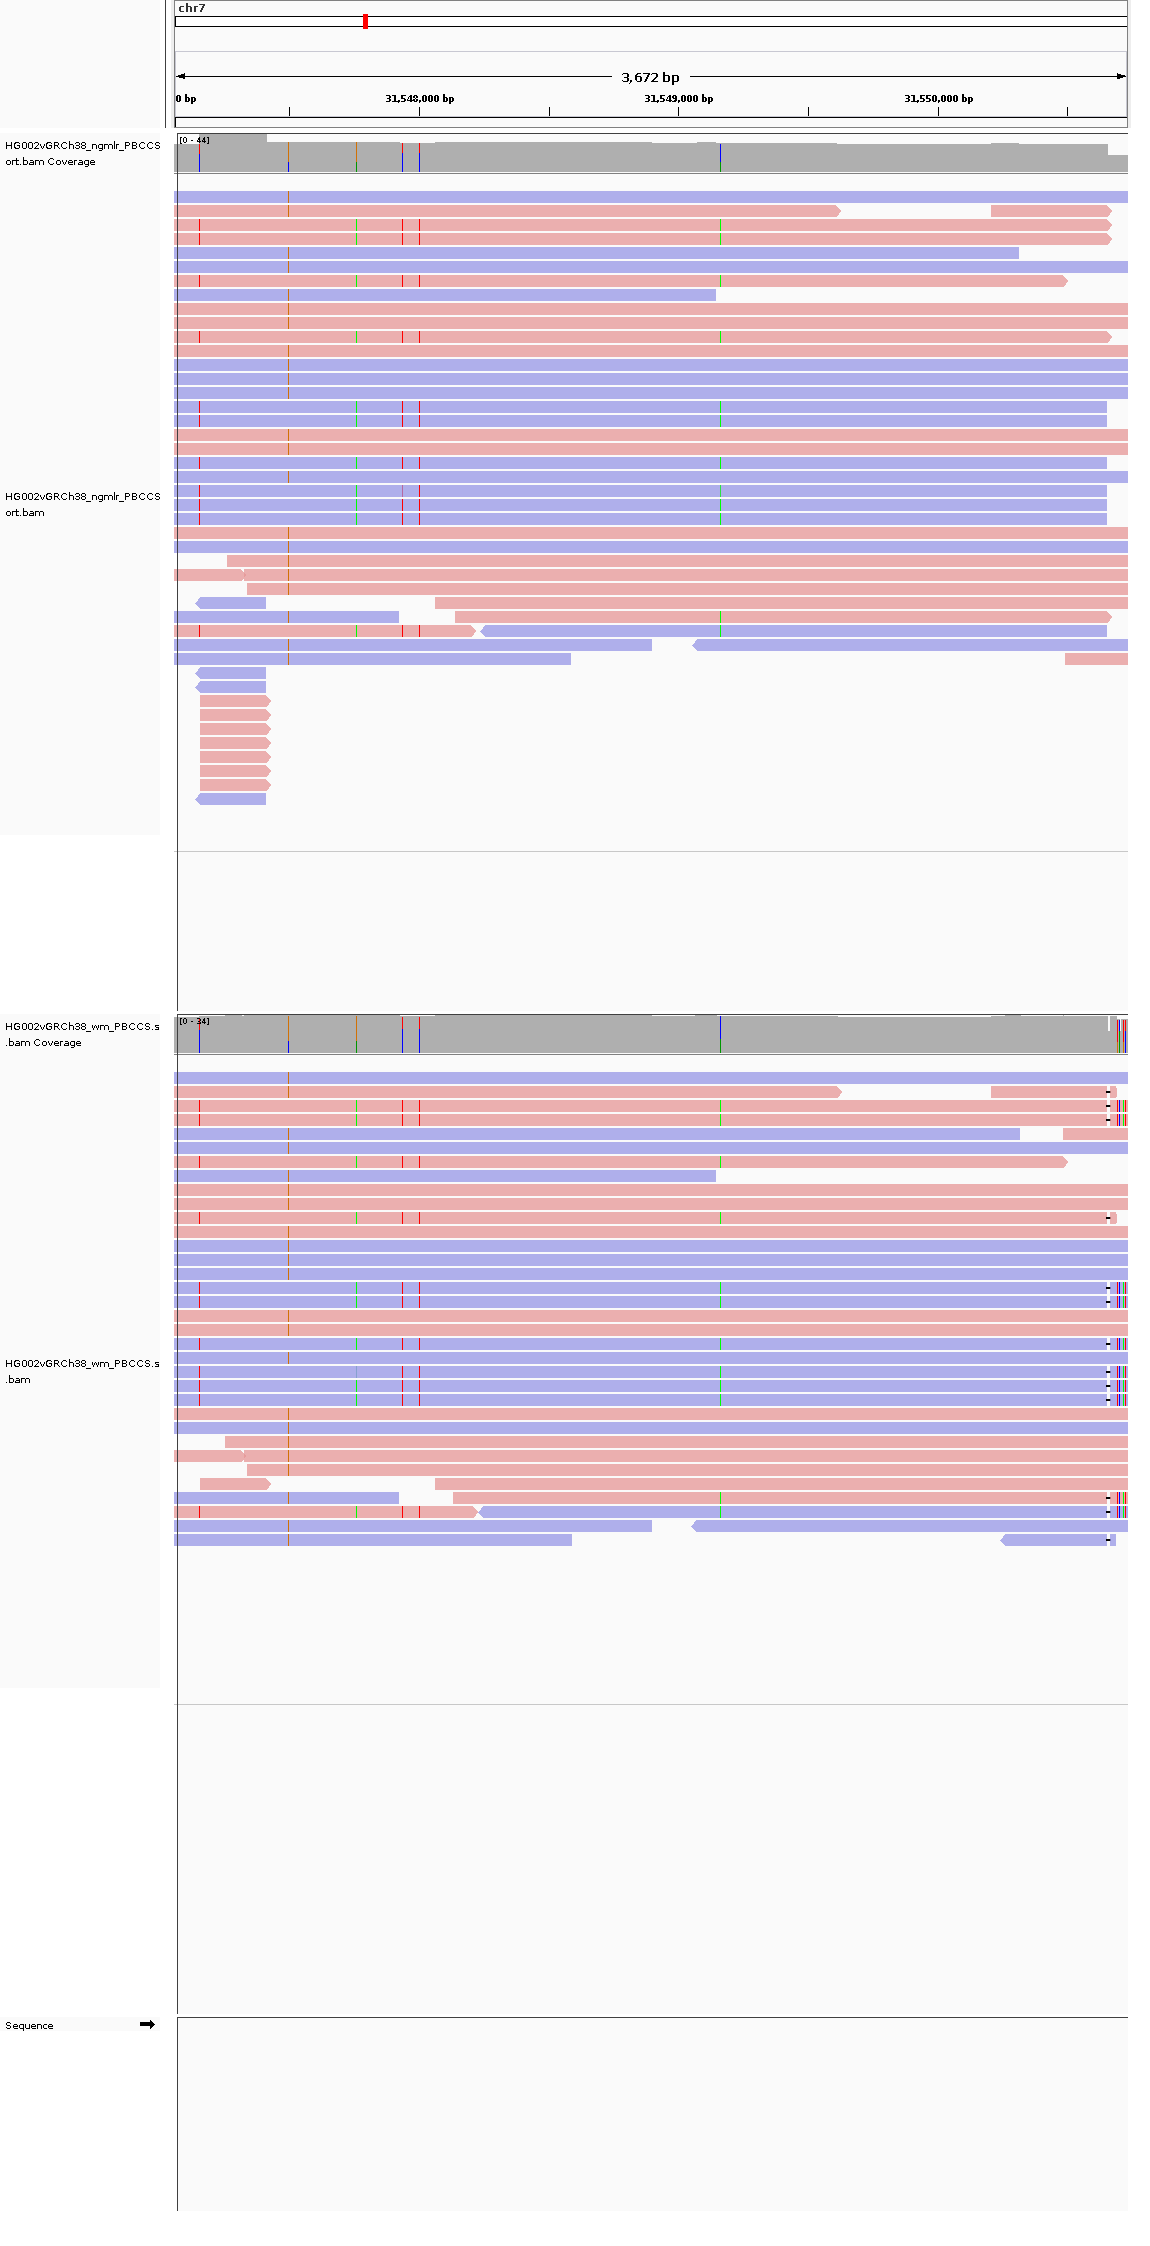 chr7
3,672 bp
0 bp 31,548,000 bp 31,549,000 bp 31,550,000 bp
[0 - 44]
HG002vGRCh38_ngmlr_PBCCS
ort.bam Coverage
HG002vGRCh38_ngmlr_PBCCS
ort.bam
[0 - 34]
HG002vGRCh38_wm_PBCCS.s
.bam Coverage
HG002vGRCh38_wm_PBCCS.s
.bam
Sequence